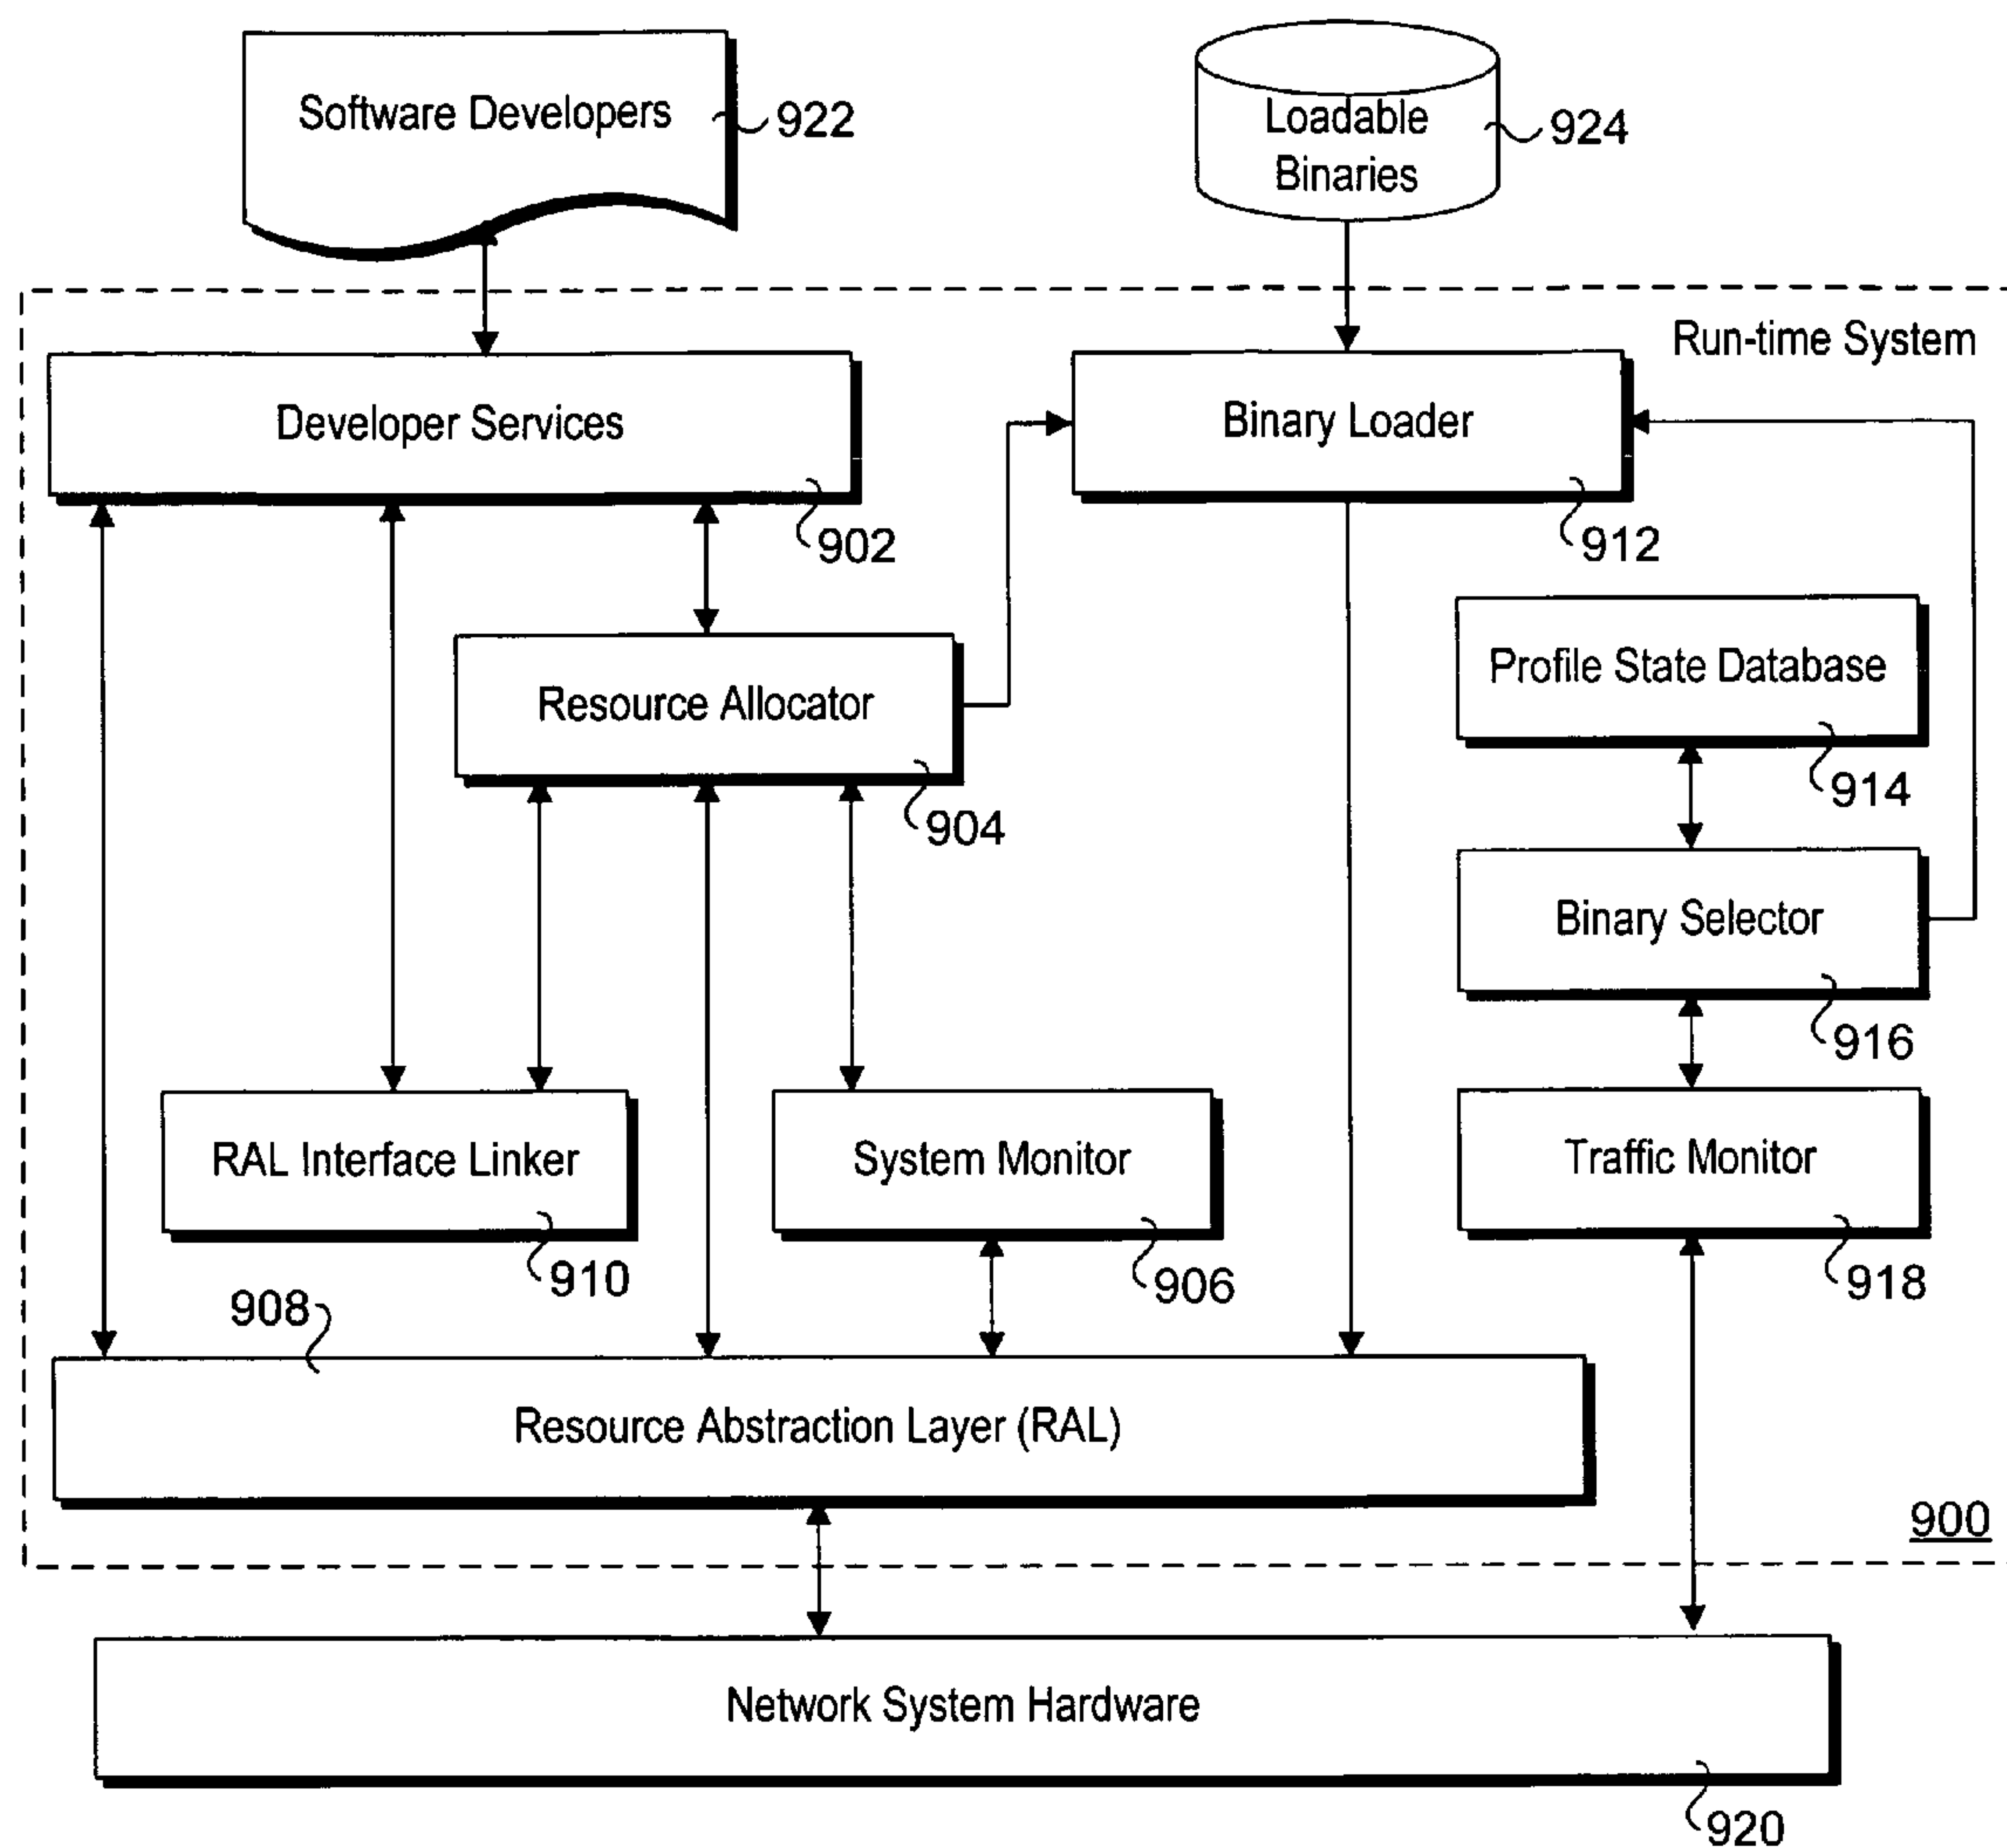 Software Developers
922
Loadable
Binaries
924
Run-time System
Developer Services
902
Binary Loader
912
Profile State Database
914
Resource Allocator
904
Binary Selector
916
RAL Interface Linker
910
System Monitor
906
Traffic Monitor
918
908
Resource Abstraction Layer (RAL)
900
Network System Hardware
920